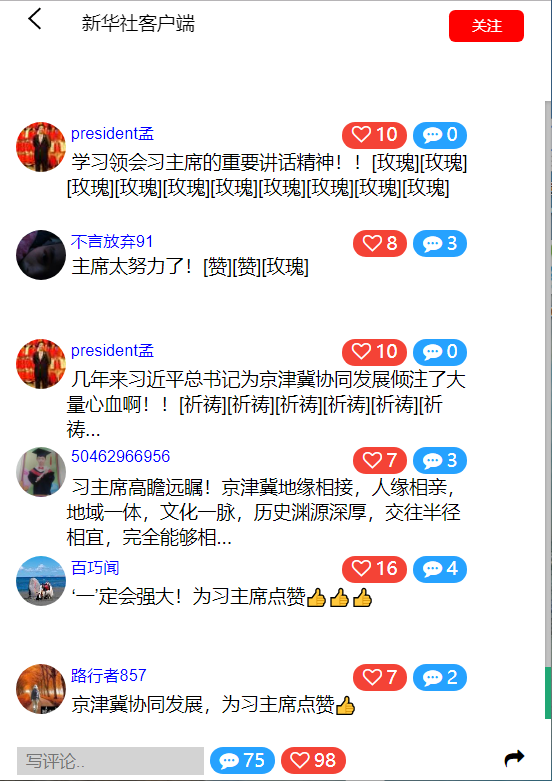 新华社客户端
关注
president孟
10
0
学习领会习主席的重要讲话精神！！[玫瑰][玫瑰]
[玫瑰][玫瑰][玫瑰][玫瑰][玫瑰][玫瑰][玫瑰][玫瑰]
不言放弃91
8
3
主席太努力了！[赞][赞][玫瑰]
president孟
10
0
几年来习近平总书记为京津冀协同发展倾注了大
量心血啊！！[祈祷][祈祷][祈祷][祈祷][祈祷][祈
祷...
50462966956
7
3
习主席高瞻远瞩！京津冀地缘相接，人缘相亲，
地域一体，文化一脉，历史渊源深厚，交往半径
相宜，完全能够相...
百巧闻
16
4
‘一’定会强大！为习主席点赞👍👍👍
路行者857
7
2
京津冀协同发展，为习主席点赞👍
写评论..
75
98